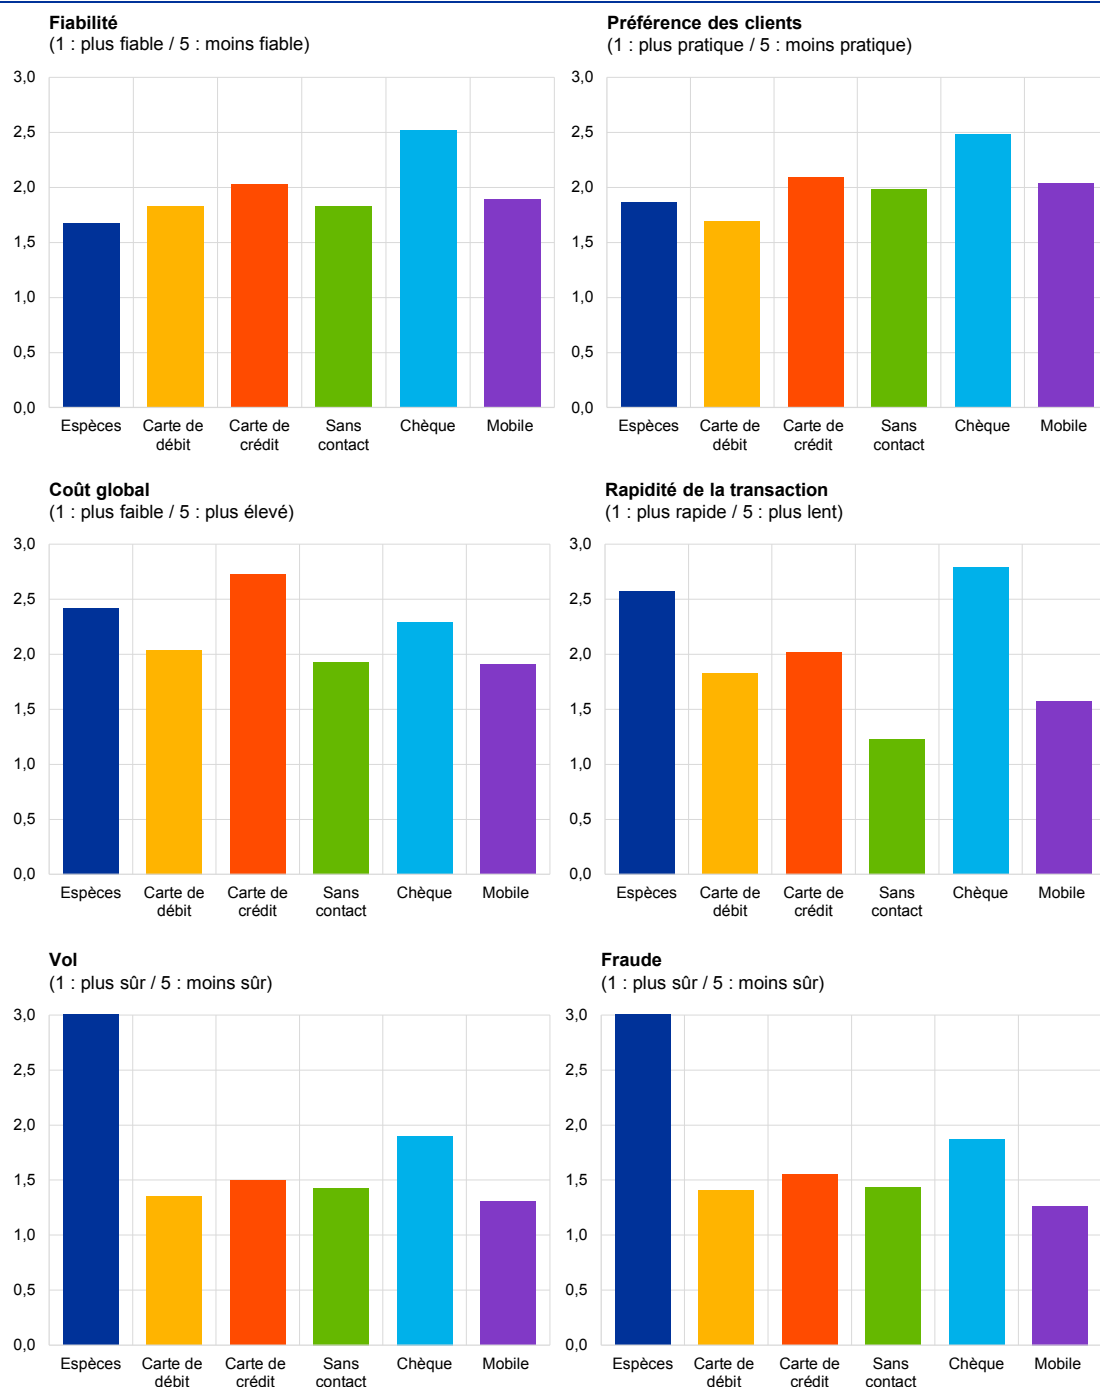 Fiabilité
(1 : plus fiable / 5 : moins fiable)
3,0
2,5
2,0
1,5
1,0
0,5
0,0
Espèces
Carte de
débit
Carte de
crédit
Sans
contact
Chèque
Mobile
Préférence des clients
(1 : plus pratique / 5 : moins pratique)
3,0
2,5
2,0
1,5
1,0
0,5
0,0
Espèces
Carte de
débit
Carte de
crédit
Sans
contact
Chèque
Mobile
Coût global
(1 : plus faible / 5 : plus élevé)
3,0
2,5
2,0
1,5
1,0
0,5
0,0
Espèces
Carte de
débit
Carte de
crédit
Sans
contact
Chèque
Mobile
Rapidité de la transaction
(1 : plus rapide / 5 : plus lent)
3,0
2,5
2,0
1,5
1,0
0,5
0,0
Espèces
Carte de
débit
Carte de
crédit
Sans
contact
Chèque
Mobile
Vol
(1 : plus sûr / 5 : moins sûr)
3,0
2,5
2,0
1,5
1,0
0,5
0,0
Espèces
Carte de
débit
Carte de
crédit
Sans
contact
Chèque
Mobile
Fraude
(1 : plus sûr / 5 : moins sûr)
3,0
2,5
2,0
1,5
1,0
0,5
0,0
Espèces
Carte de
débit
Carte de
crédit
Sans
contact
Chèque
Mobile